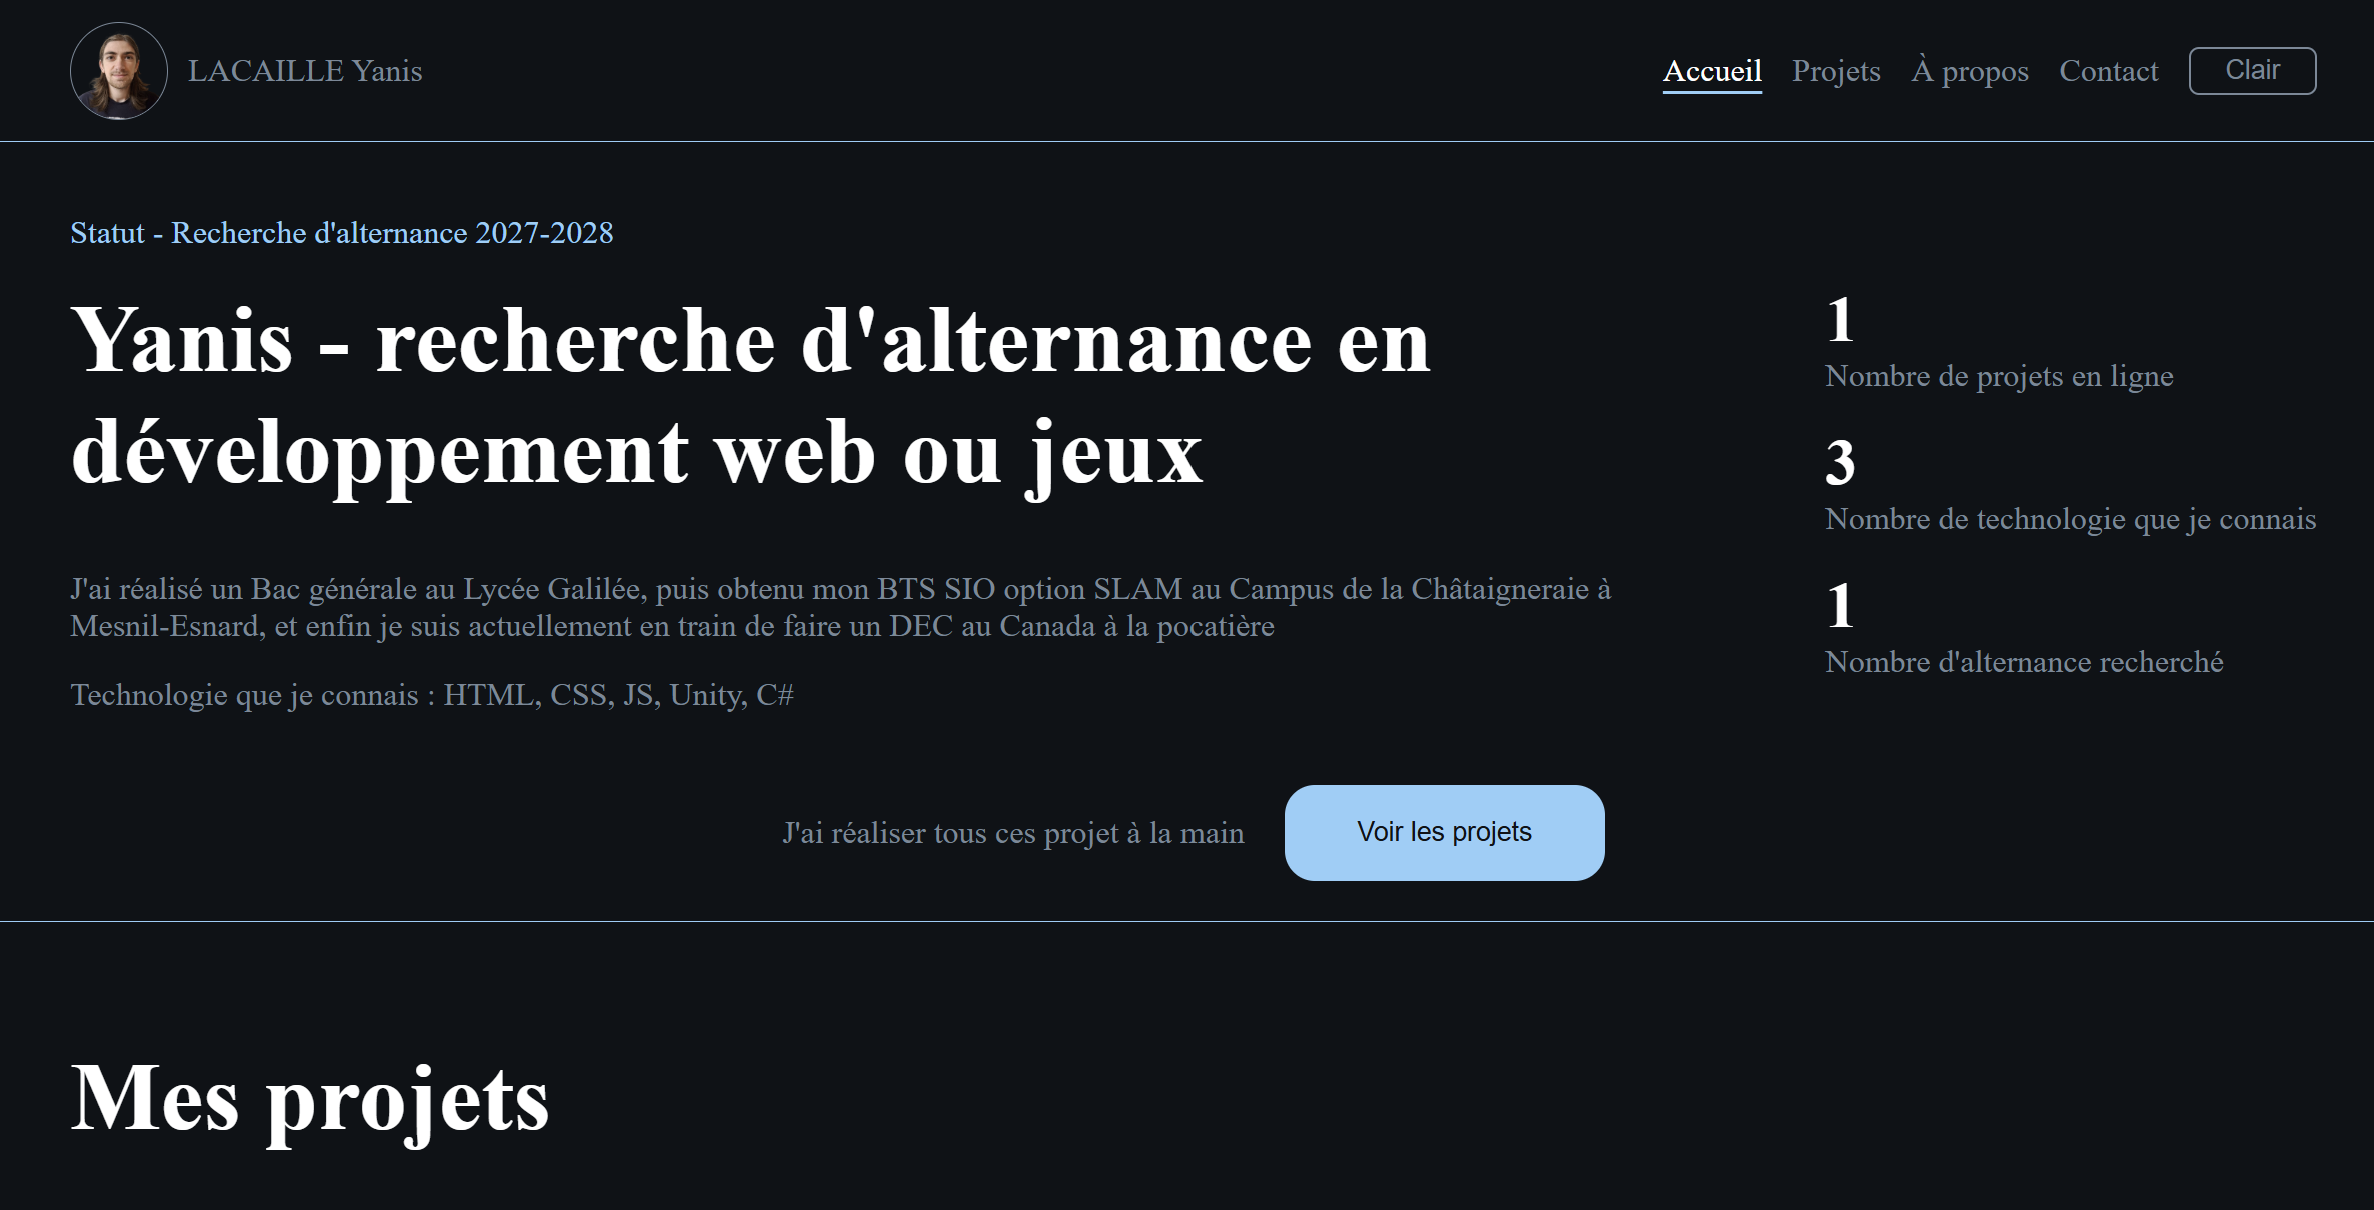 LACAILLE Yanis
Accueil Projets À propos Contact Clair
Statut - Recherche d'alternance 2027-2028
Yanis - recherche d'alternance en
développement web ou jeux
J'ai réalisé un Bac générale au Lycée Galilée, puis obtenu mon BTS SIO option SLAM au Campus de la Châtaigneraie à
Mesnil-Esnard, et enfin je suis actuellement en train de faire un DEC au Canada à la pocatière
Technologie que je connais : HTML, CSS, JS, Unity, C#
J'ai réaliser tous ces projet à la main
Voir les projets
1
Nombre de projets en ligne
3
Nombre de technologie que je connais
1
Nombre d'alternance recherché
Mes projets